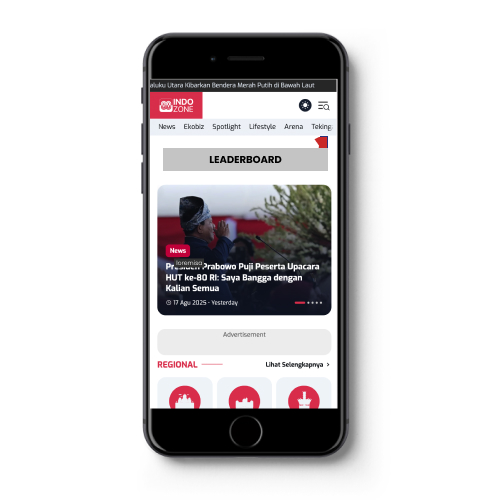 aluku Utara Kibarkan Bendera Merah Putih di Bawah Laut
INDO
ZONE
News Ekobiz Spotlight Lifestyle Arena Teking
LEADERBOARD
News
loremipsu
Presiden Prabowo Puji Peserta Upacara
HUT ke-80 RI: Saya Bangga dengan
Kalian Semua
17 Agu 2025 - Yesterday
Advertisement
REGIONAL Lihat Selengkapnya